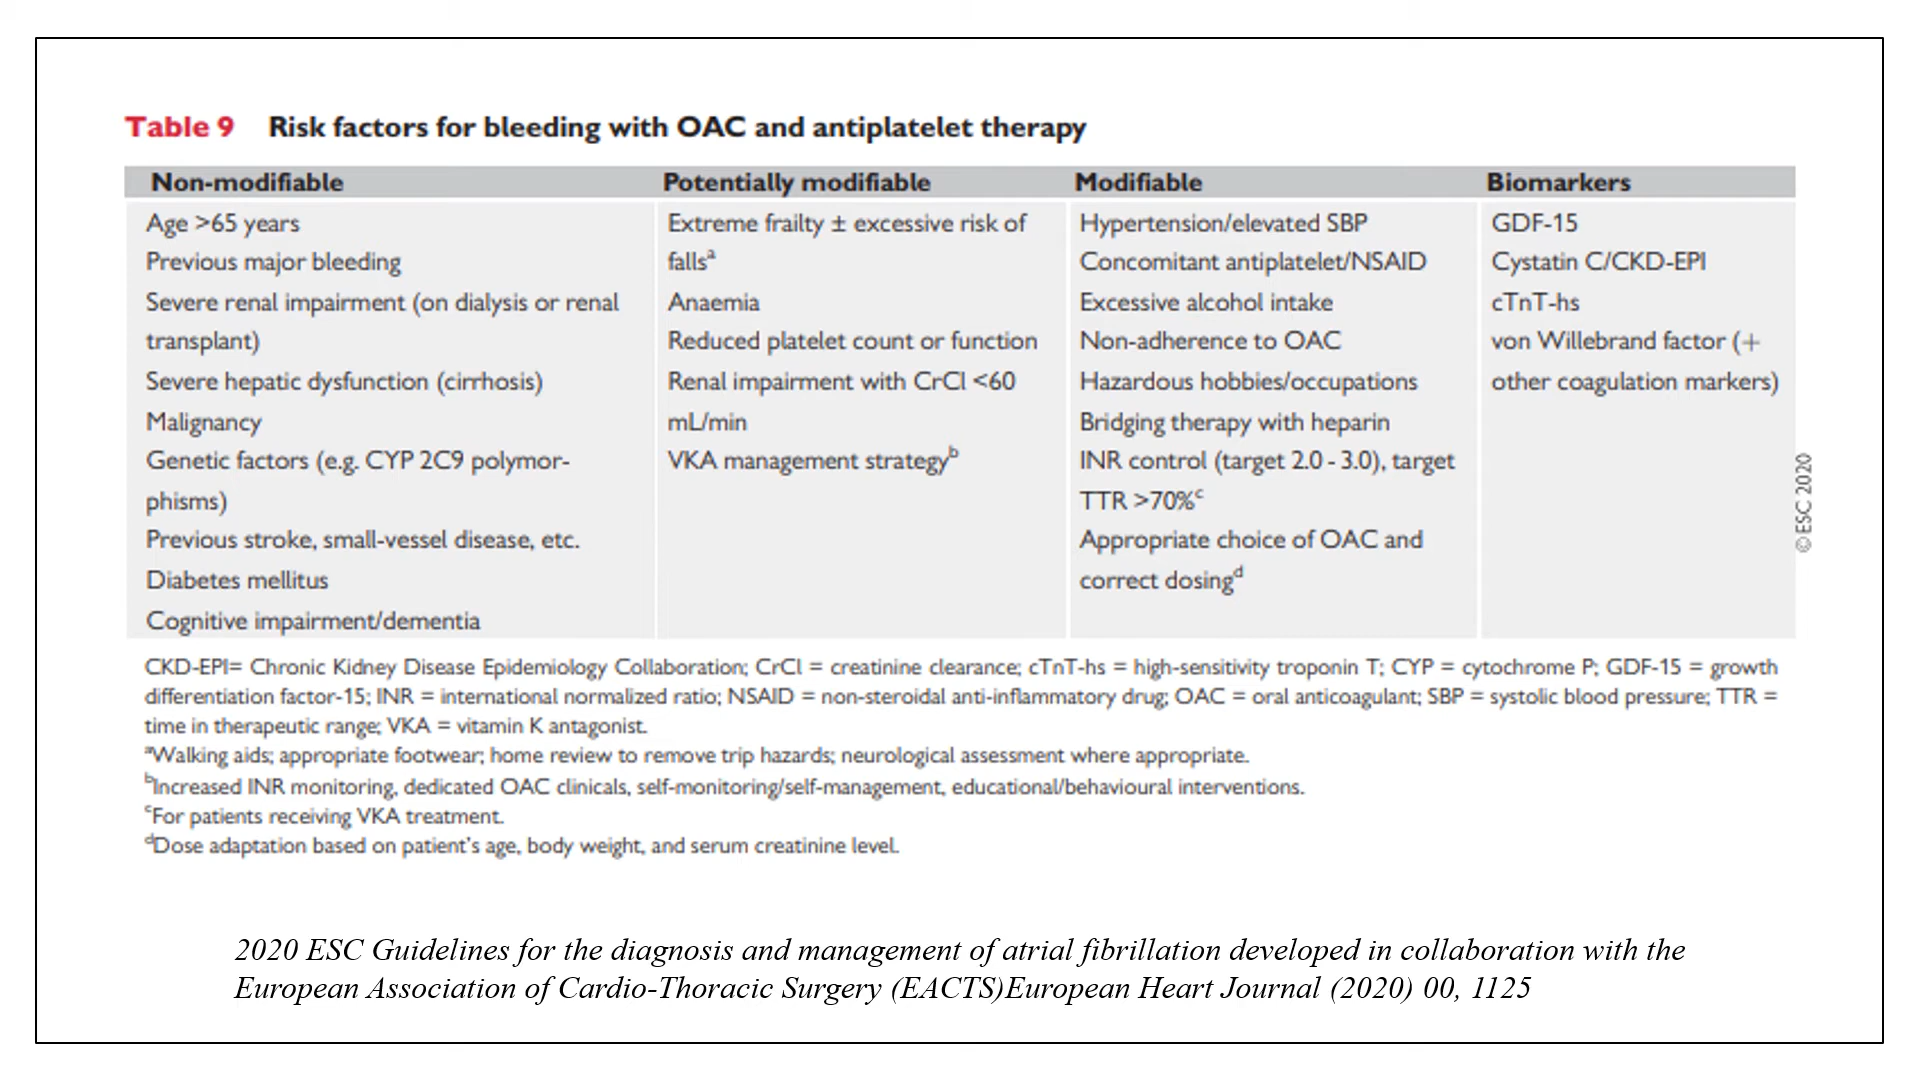 Table 9 Risk factors for bleeding with OAC and antiplatelet therapy
Non-modifiable
Age >65 years
Previous major bleeding
Severe renal impairment (on dialysis or renal
transplant)
Severe hepatic dysfunction (cirrhosis)
Malignancy
Genetic factors (e.g. CYP 2C9 polymor-
phisms)
Previous stroke, small-vessel disease, etc.
Diabetes mellitus
Cognitive impairment/dementia
Potentially modifiable
Extreme frailty ± excessive risk of
fallsᵃ
Anaemia
Reduced platelet count or function
Renal impairment with CrCl <60
mL/min
VKA management strategyᵇ
Modifiable
Hypertension/elevated SBP
Concomitant antiplatelet/NSAID
Excessive alcohol intake
Non-adherence to OAC
Hazardous hobbies/occupations
Bridging therapy with heparin
INR control (target 2.0 - 3.0), target
TTR >70%ᶜ
Appropriate choice of OAC and
correct dosingᵈ
Biomarkers
GDF-15
Cystatin C/CKD-EPI
cTnT-hs
von Willebrand factor (+
other coagulation markers)
© ESC 2020
CKD-EPI= Chronic Kidney Disease Epidemiology Collaboration; CrCl = creatinine clearance; cTnT-hs = high-sensitivity troponin T; CYP = cytochrome P; GDF-15 = growth
differentiation factor-15; INR = international normalized ratio; NSAID = non-steroidal anti-inflammatory drug; OAC = oral anticoagulant; SBP = systolic blood pressure; TTR =
time in therapeutic range; VKA = vitamin K antagonist.
ᵃWalking aids; appropriate footwear; home review to remove trip hazards; neurological assessment where appropriate.
ᵇIncreased INR monitoring, dedicated OAC clinicals, self-monitoring/self-management, educational/behavioural interventions.
ᶜFor patients receiving VKA treatment.
ᵈDose adaptation based on patient's age, body weight, and serum creatinine level.
2020 ESC Guidelines for the diagnosis and management of atrial fibrillation developed in collaboration with the
European Association of Cardio-Thoracic Surgery (EACTS)European Heart Journal (2020) 00, 1125